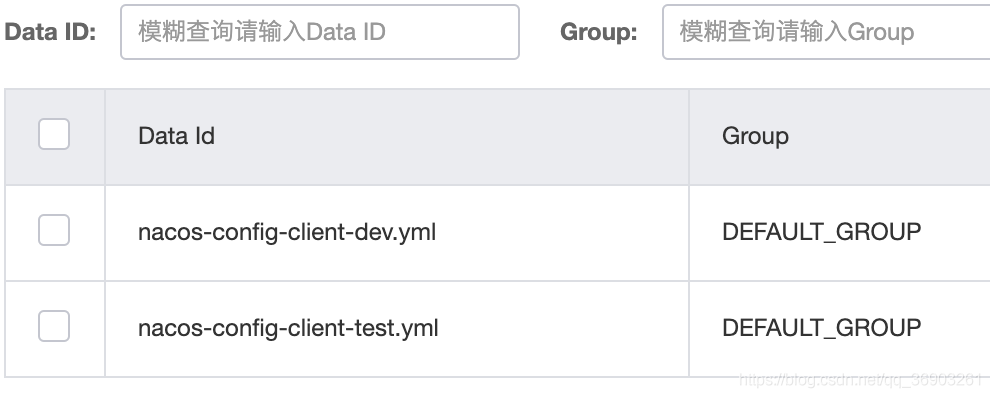 Data ID: 模糊查询请输入Data ID Group: 模糊查询请输入Group
Data Id Group
nacos-config-client-dev.yml DEFAULT_GROUP
nacos-config-client-test.yml DEFAULT_GROUP
https://blog.csdn.net/qq_36903261